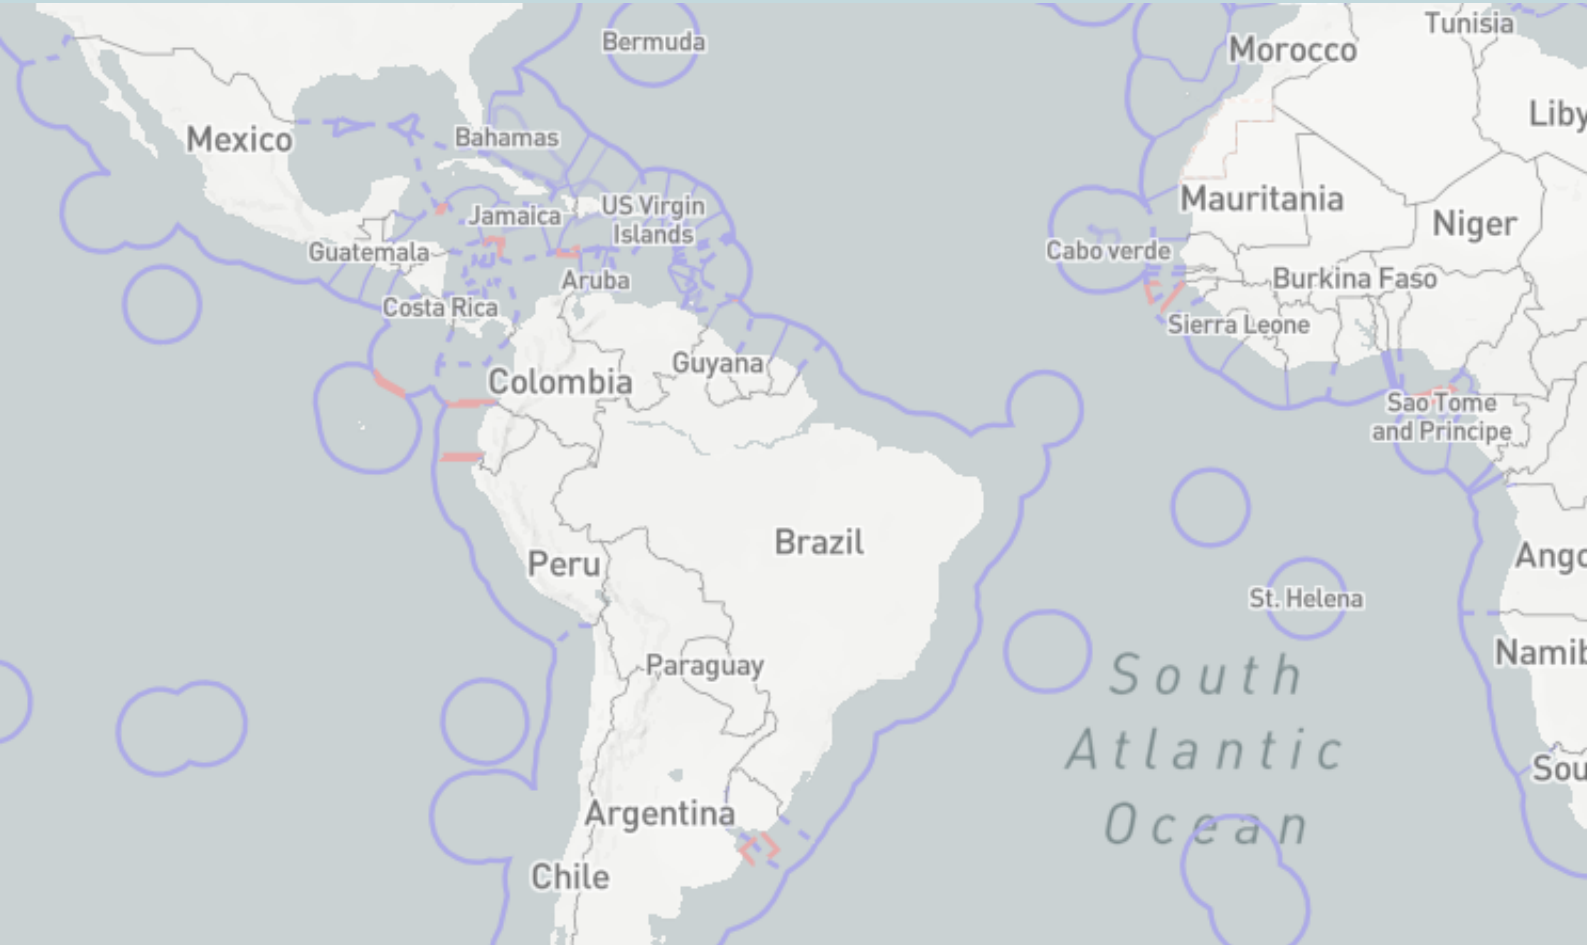 Tunisia
Bermuda
Morocco
Liby
Mexico
Bahamas
Mauritania
US Virgin
Islands
Jamaica
Niger
Guatemala
Cabo verde
Aruba
Burkina Faso
Costa Rica
Sierra Leone
Guyana
Colombia
Sao Tome
and Principe
Brazil
Peru
Ango
St. Helena
Namib
Paraguay
South
Atlantic
Ocean
Sou
Argentina
Chile